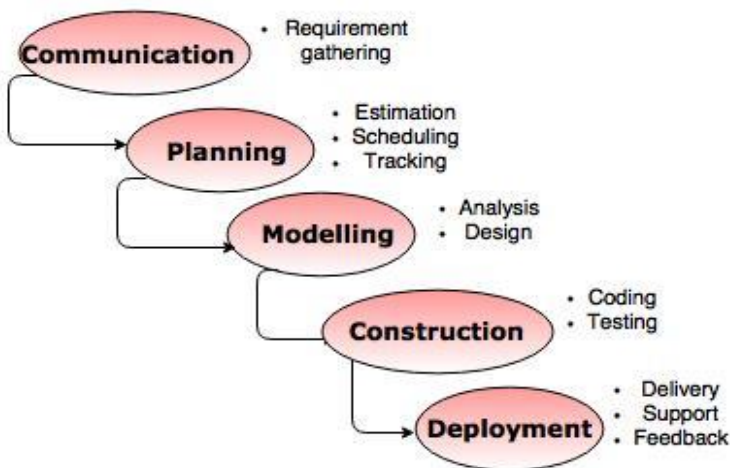 Communication
• Requirement
gathering
Planning
• Estimation
• Scheduling
• Tracking
Modelling
• Analysis
• Design
Construction
• Coding
• Testing
Deployment
• Delivery
• Support
• Feedback